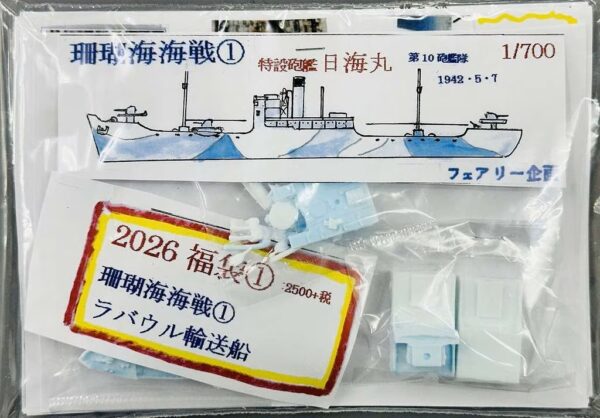 珊瑚海海戦①
特設砲艦 日海丸
第10砲艦隊
1942・5・7
1/700
フェアリー企画
2026 福袋① :2500+税
珊瑚海海戦①
ラバウル輸送船